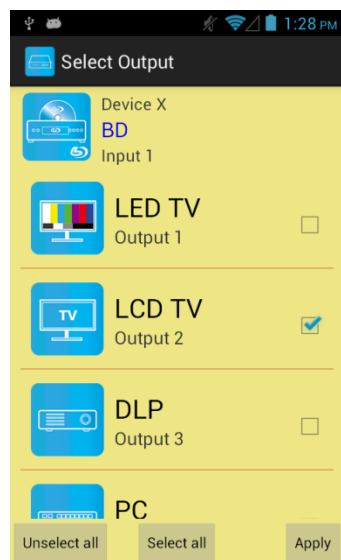 1:28 PM
Select Output
Device X
BD
Input 1
LED TV
Output 1
TV
LCD TV
Output 2
DLP
Output 3
PC
Unselect all
Select all
Apply